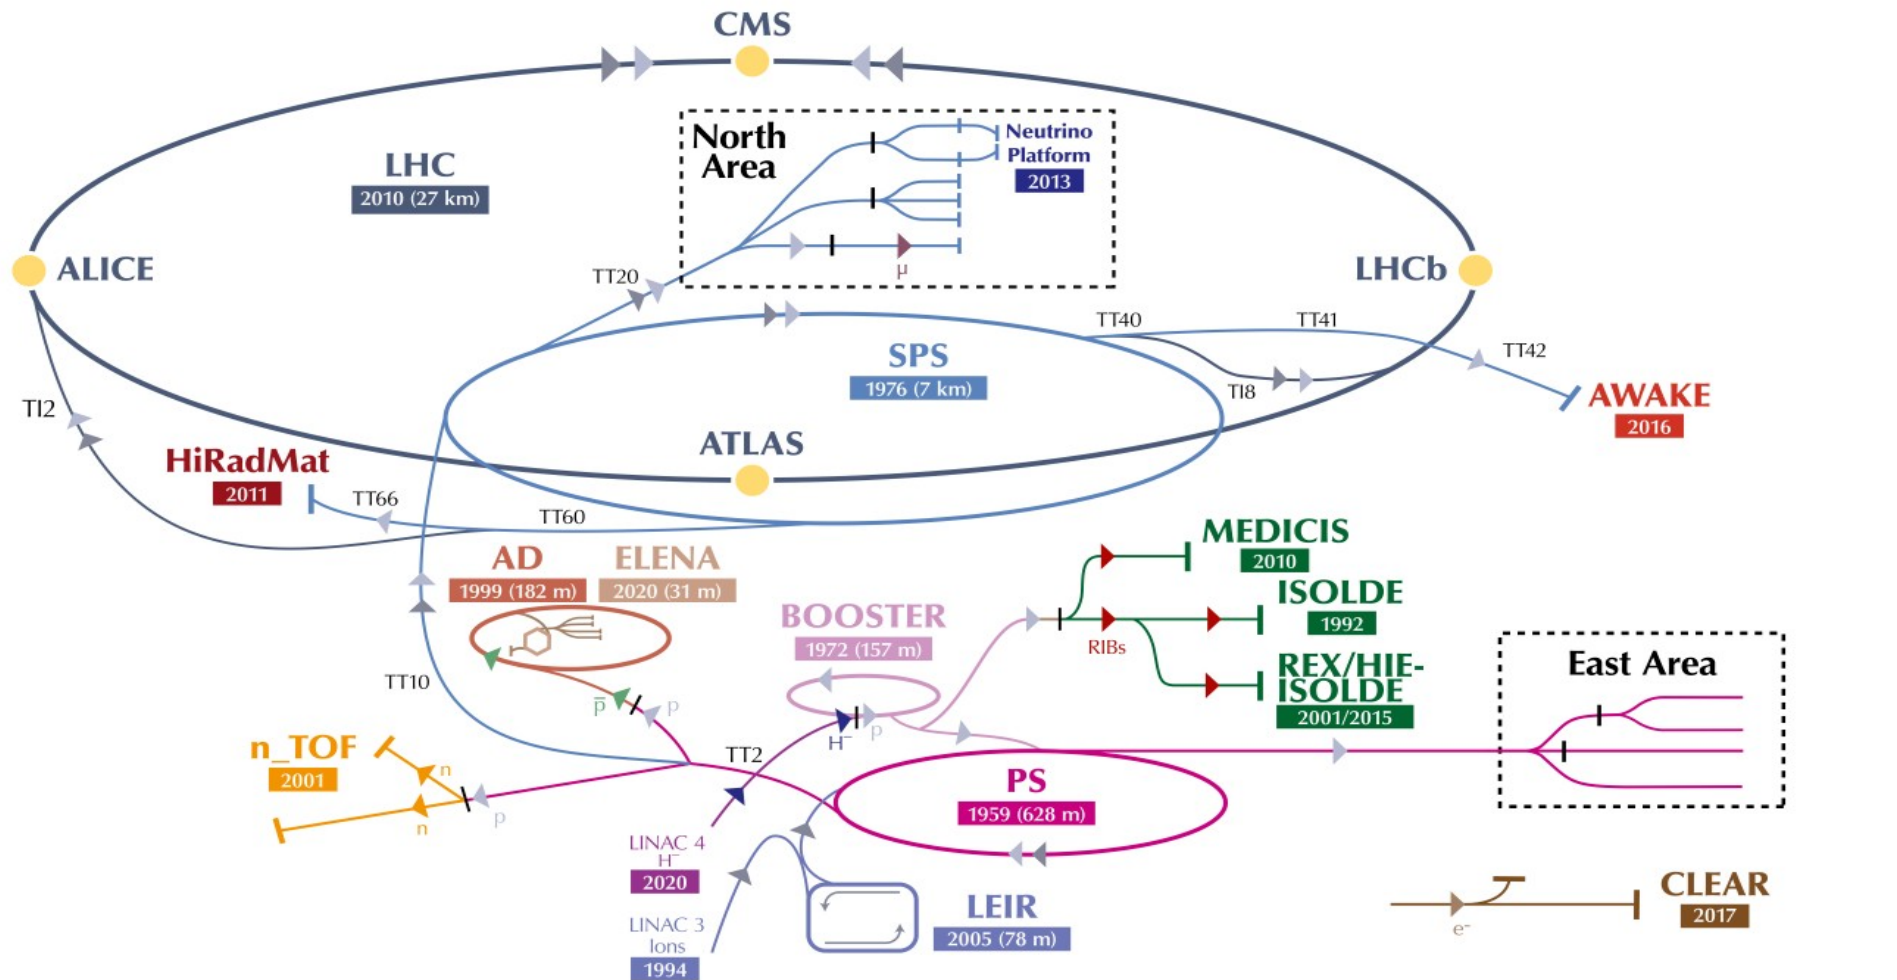 CMS
North
Area
Neutrino
Platform
2013
LHC
2010 (27 km)
μ
ALICE
LHCb
TT20
TT40
TT41
TT42
SPS
1976 (7 km)
TI8
AWAKE
2016
TI2
ATLAS
HiRadMat
2011
TT66
TT60
MEDICIS
2010
AD
1999 (182 m)
ELENA
2020 (31 m)
ISOLDE
1992
BOOSTER
1972 (157 m)
RIBs
REX/HIE-
ISOLDE
2001/2015
East Area
TT10
p̅
p
H⁻
p
n_TOF
2001
n
n
p
TT2
PS
1959 (628 m)
LINAC 4
H⁻
2020
LINAC 3
Ions
1994
LEIR
2005 (78 m)
CLEAR
2017
e⁻